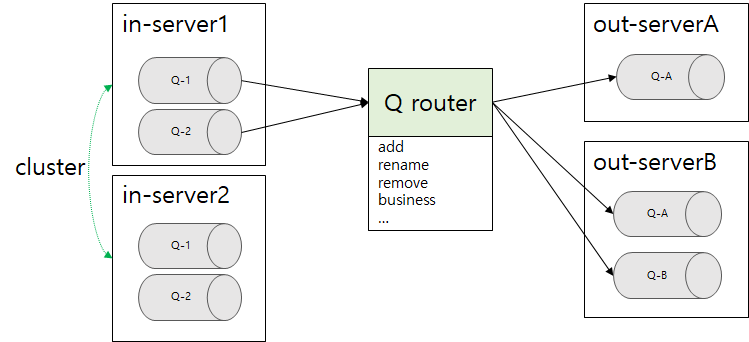 in-server1
Q-1
Q-2
cluster
in-server2
Q-1
Q-2
Q router
add
rename
remove
business
...
out-serverA
Q-A
out-serverB
Q-A
Q-B